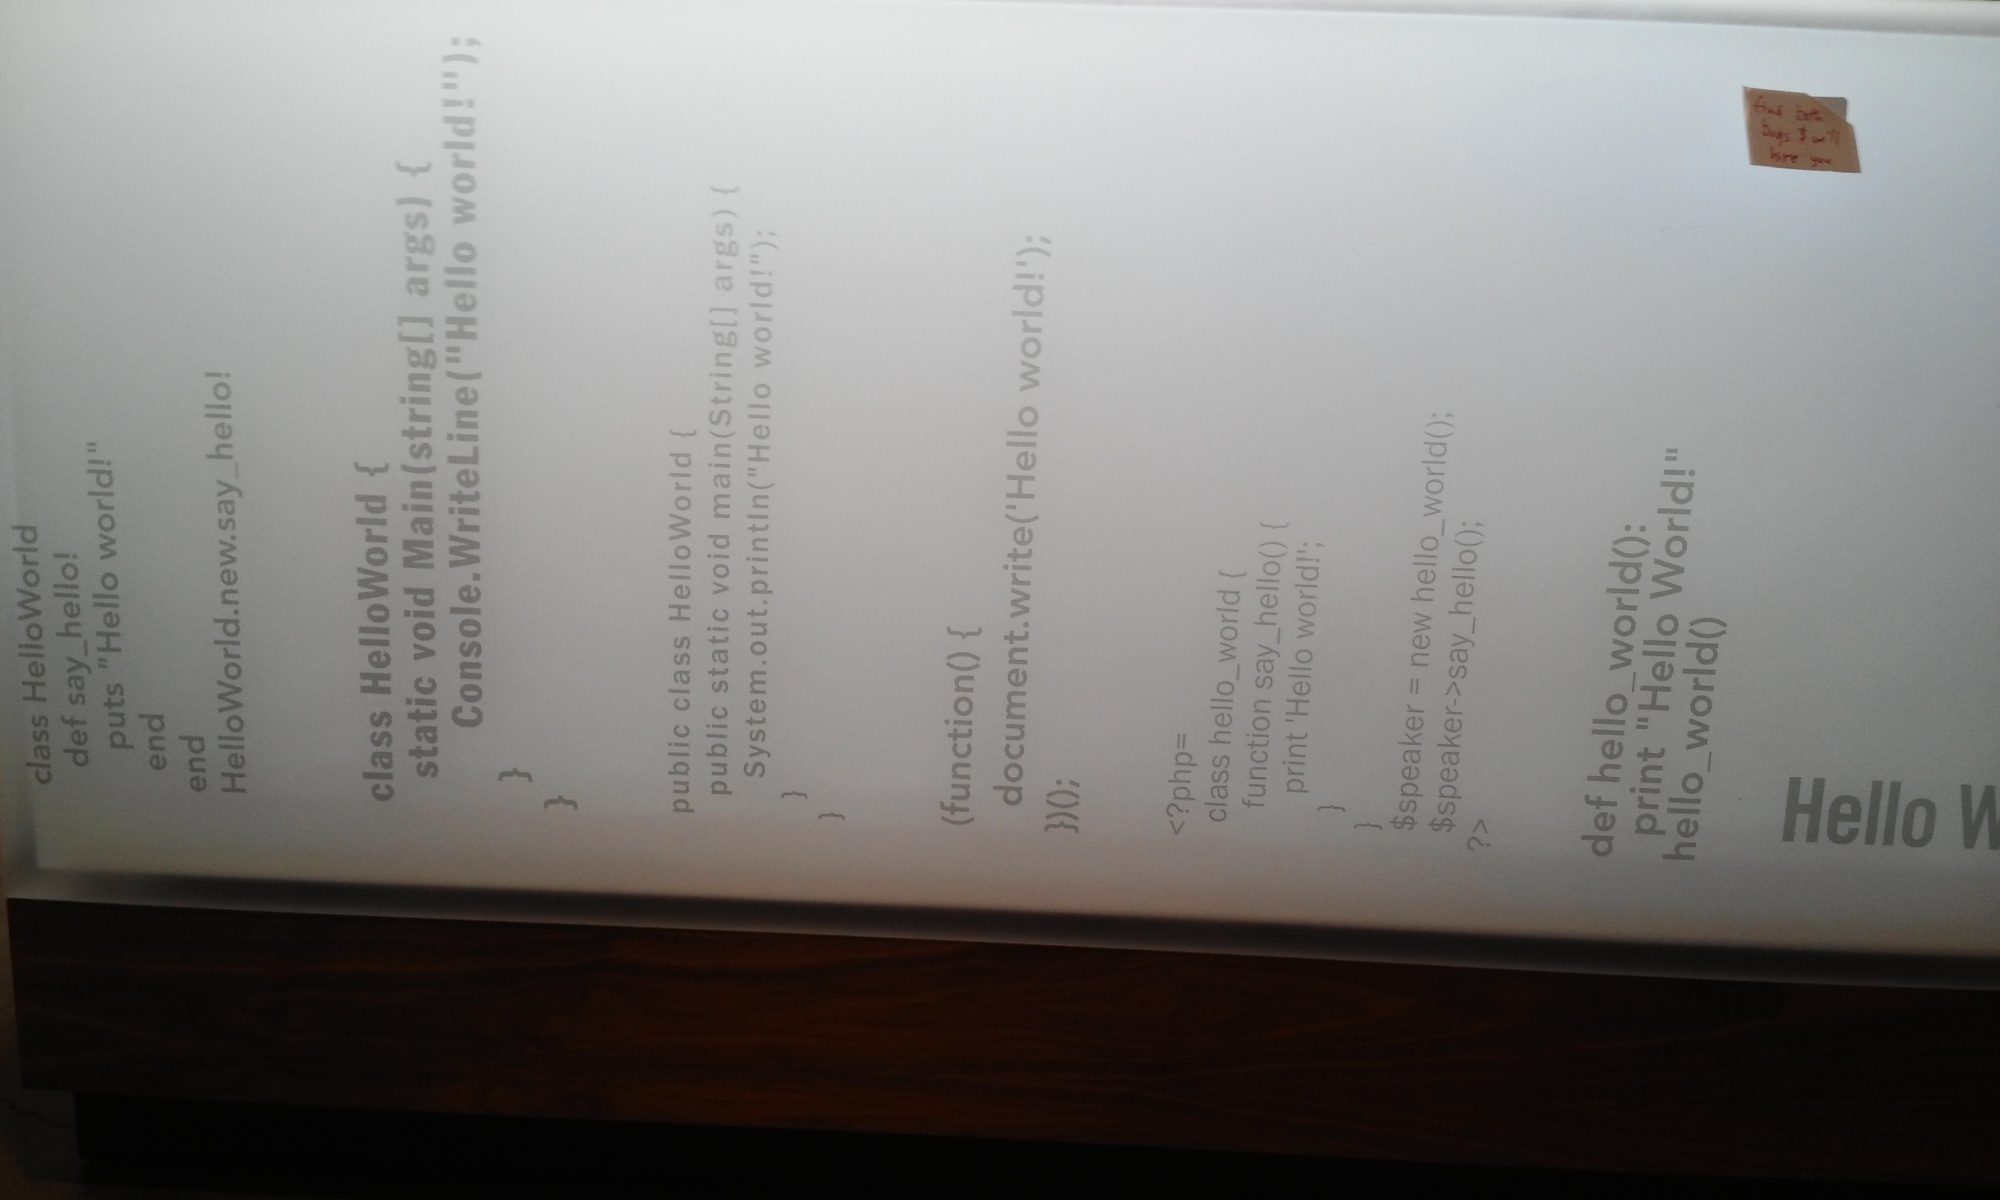 class HelloWorld
  def say_hello!
    puts "Hello world!"
  end
end
HelloWorld.new.say_hello!
class HelloWorld {
  static void Main(string[] args) {
    Console.WriteLine("Hello world!");
  }
}
public class HelloWorld {
  public static void main(String[] args) {
    System.out.println("Hello world!");
  }
}
(function() {
  document.write('Hello world!');
})();
<?php=
  class hello_world {
    function say_hello() {
      print 'Hello world!';
    }
  }
  $speaker = new hello_world();
  $speaker->say_hello();
?>
def hello_world():
  print "Hello World!"
hello_world()
Hello W
find both
bugs & we'll
hire you